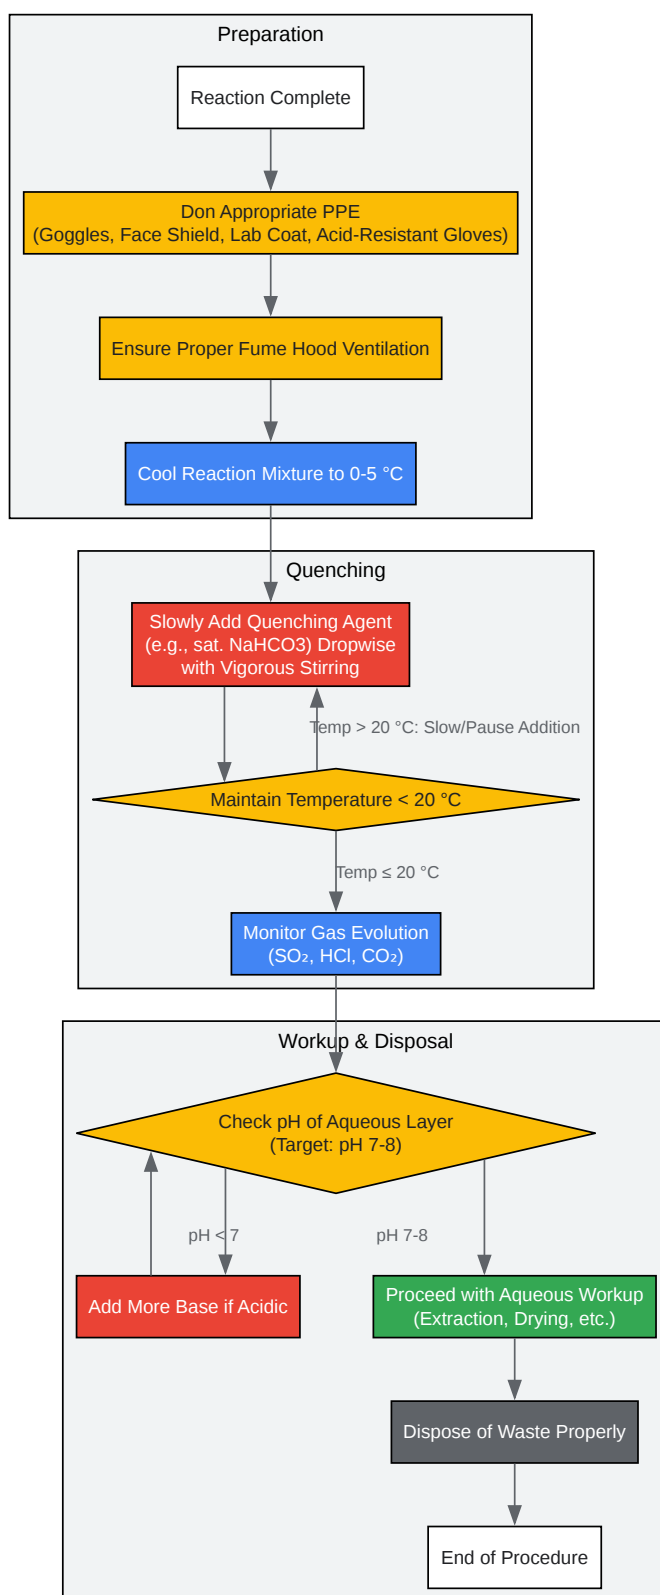 Preparation
Reaction Complete
Don Appropriate PPE
(Goggles, Face Shield, Lab Coat, Acid-Resistant Gloves)
Ensure Proper Fume Hood Ventilation
Cool Reaction Mixture to 0-5 °C
Quenching
Slowly Add Quenching Agent
(e.g., sat. NaHCO3) Dropwise
with Vigorous Stirring
Temp > 20 °C: Slow/Pause Addition
Maintain Temperature < 20 °C
Temp ≤ 20 °C
Monitor Gas Evolution
(SO₂, HCl, CO₂)
Workup & Disposal
Check pH of Aqueous Layer
(Target: pH 7-8)
pH < 7
pH 7-8
Add More Base if Acidic
Proceed with Aqueous Workup
(Extraction, Drying, etc.)
Dispose of Waste Properly
End of Procedure